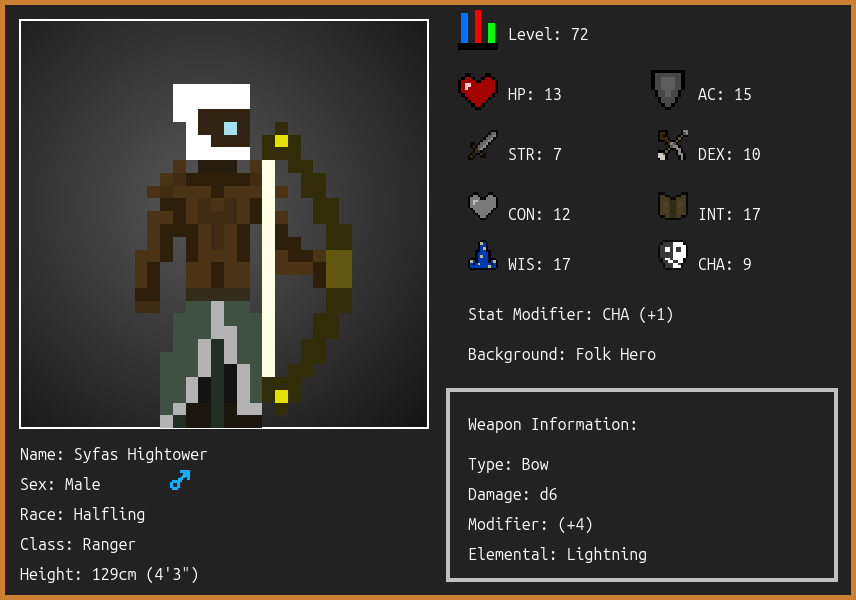 Level: 72
HP: 13
AC: 15
STR: 7
DEX: 10
CON: 12
INT: 17
WIS: 17
CHA: 9
Stat Modifier: CHA (+1)
Background: Folk Hero
Weapon Information:
Type: Bow
Damage: d6
Modifier: (+4)
Elemental: Lightning
Name: Syfas Hightower
Sex: Male
Race: Halfling
Class: Ranger
Height: 129cm (4'3")